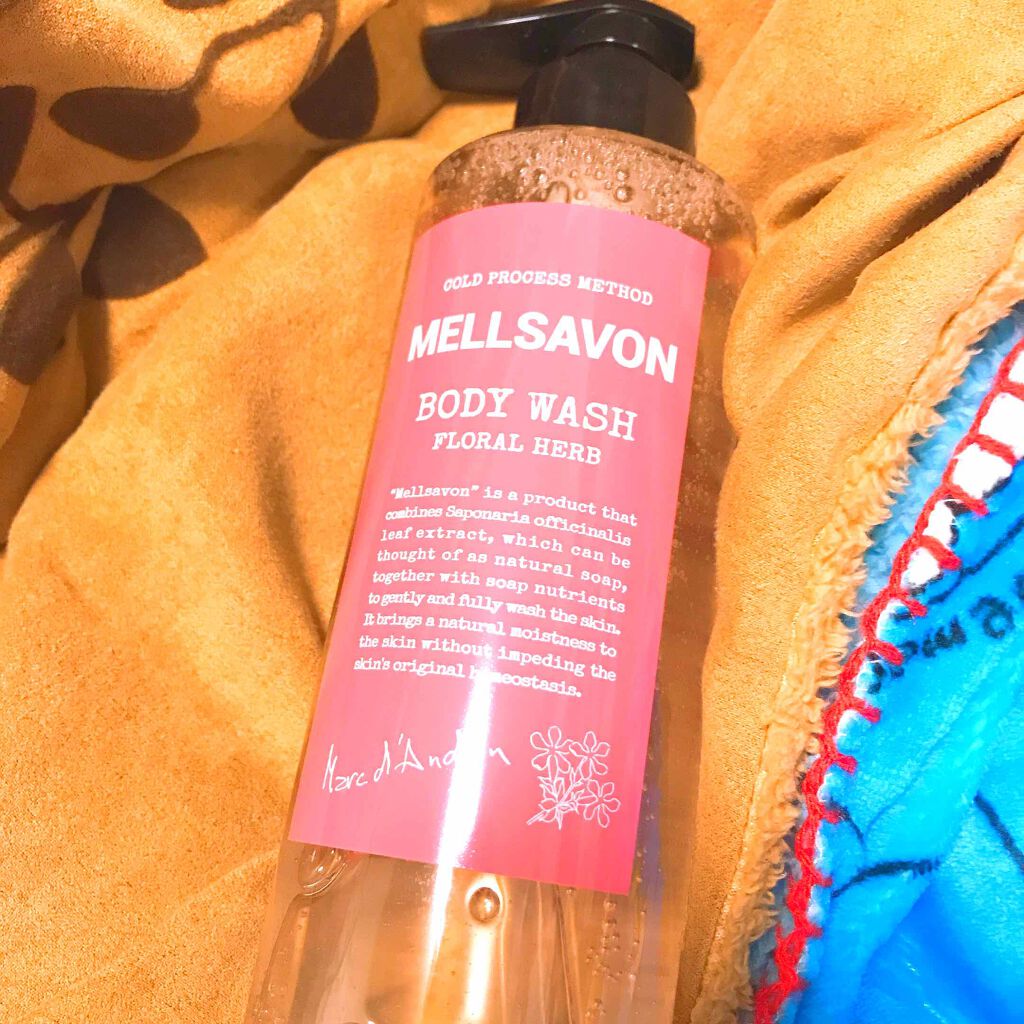 COLD PROCESS METHOD
MELLSAVON
BODY WASH
FLORAL HERB
"Mellsavon" is a product that
combines Saponaria officinalis
leaf extract, which can be
thought of as natural soap,
together with soap nutrients
to gently and fully wash the skin.
It brings a natural moistness to
the skin without impeding the
skin's original homeostasis.
Marc d'